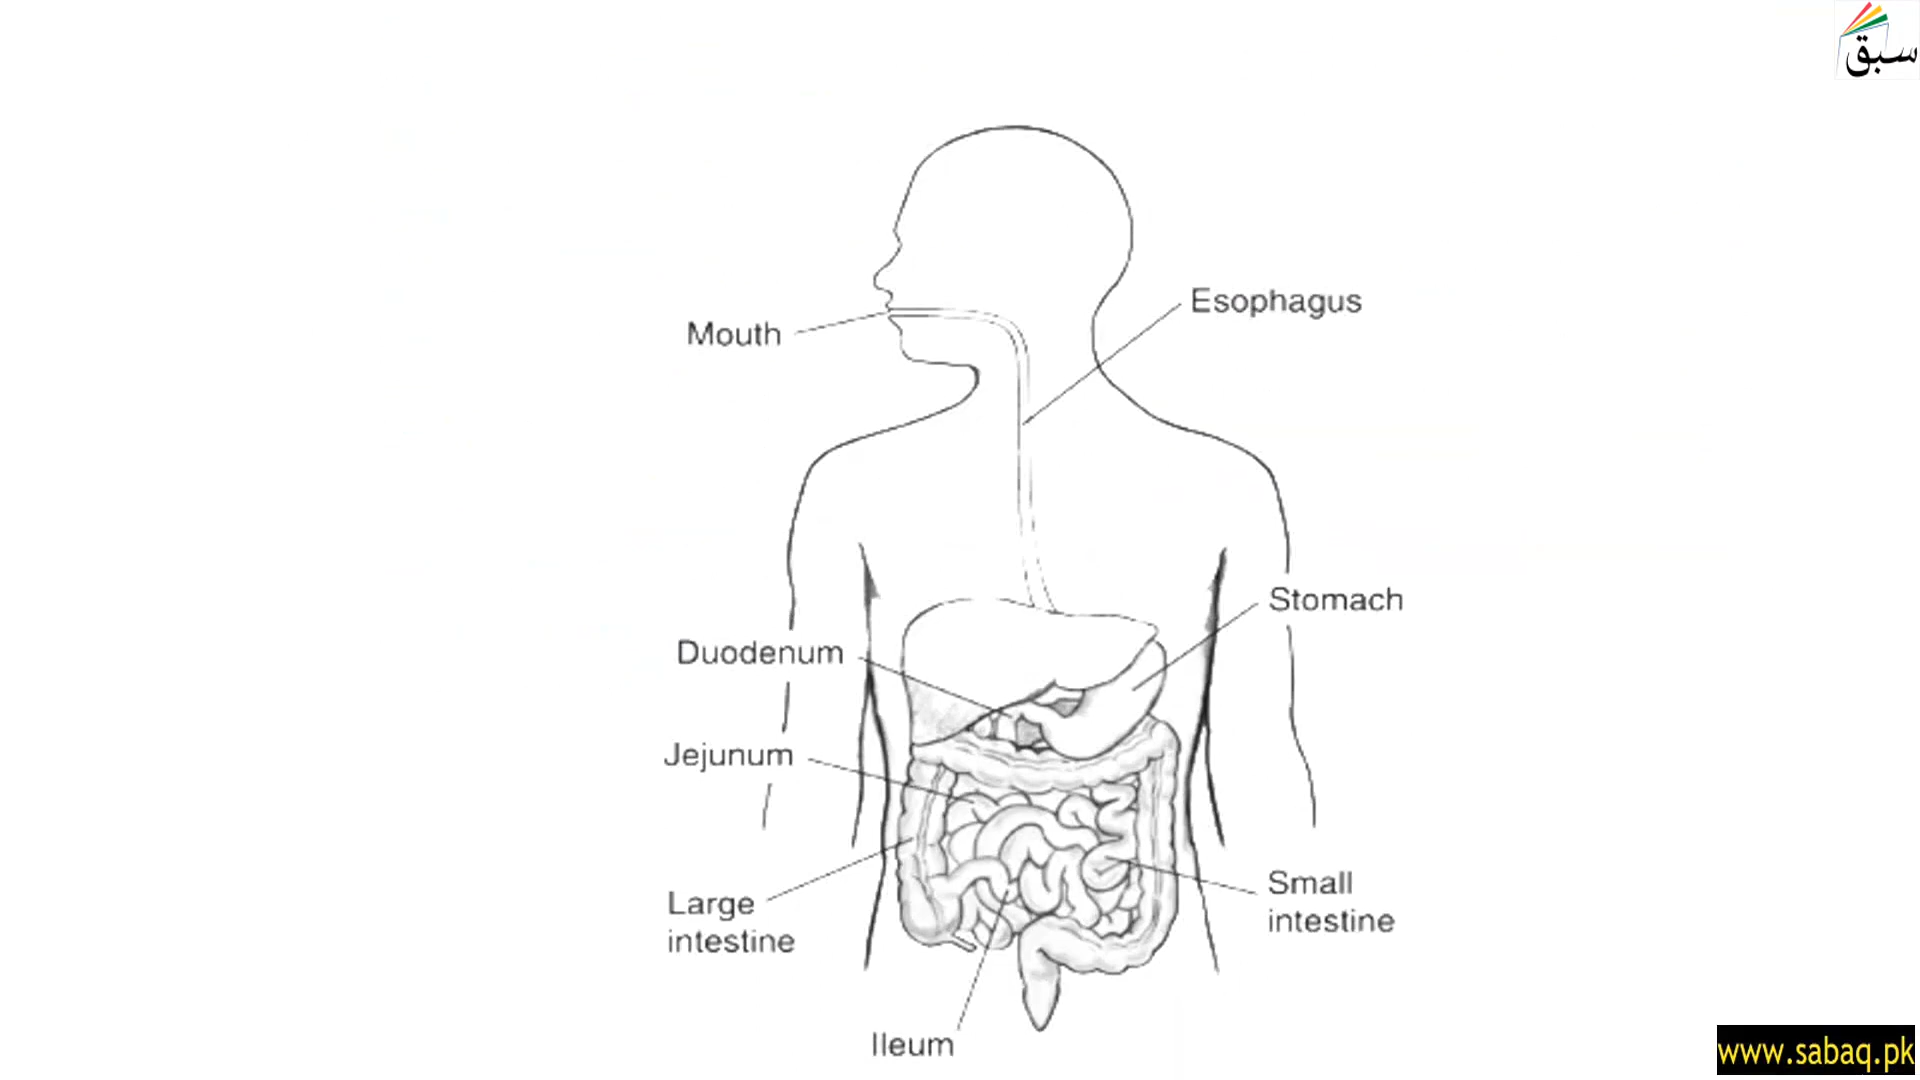 سبق
Esophagus
Mouth
Stomach
Duodenum
Jejunum
Small
intestine
Large
intestine
Ileum
www.sabaq.pk